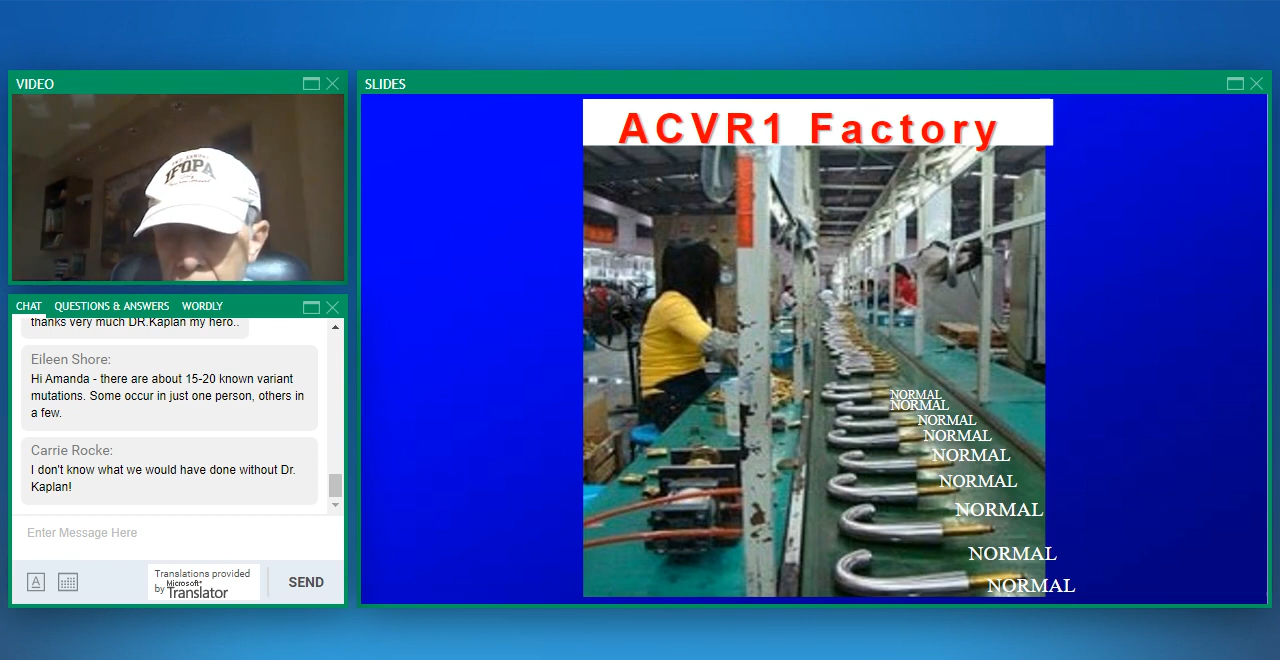 VIDEO
IFOPA
CHAT
QUESTIONS & ANSWERS
WORDLY
thanks very much DR.Kaplan my hero..
Eileen Shore:
Hi Amanda - there are about 15-20 known variant
mutations. Some occur in just one person, others in
a few.
Carrie Rocke:
I don't know what we would have done without Dr.
Kaplan!
Enter Message Here
A
Translations provided
by Microsoft®
Translator
SEND
SLIDES
ACVR1 Factory
NORMAL
NORMAL
NORMAL
NORMAL
NORMAL
NORMAL
NORMAL
NORMAL
NORMAL